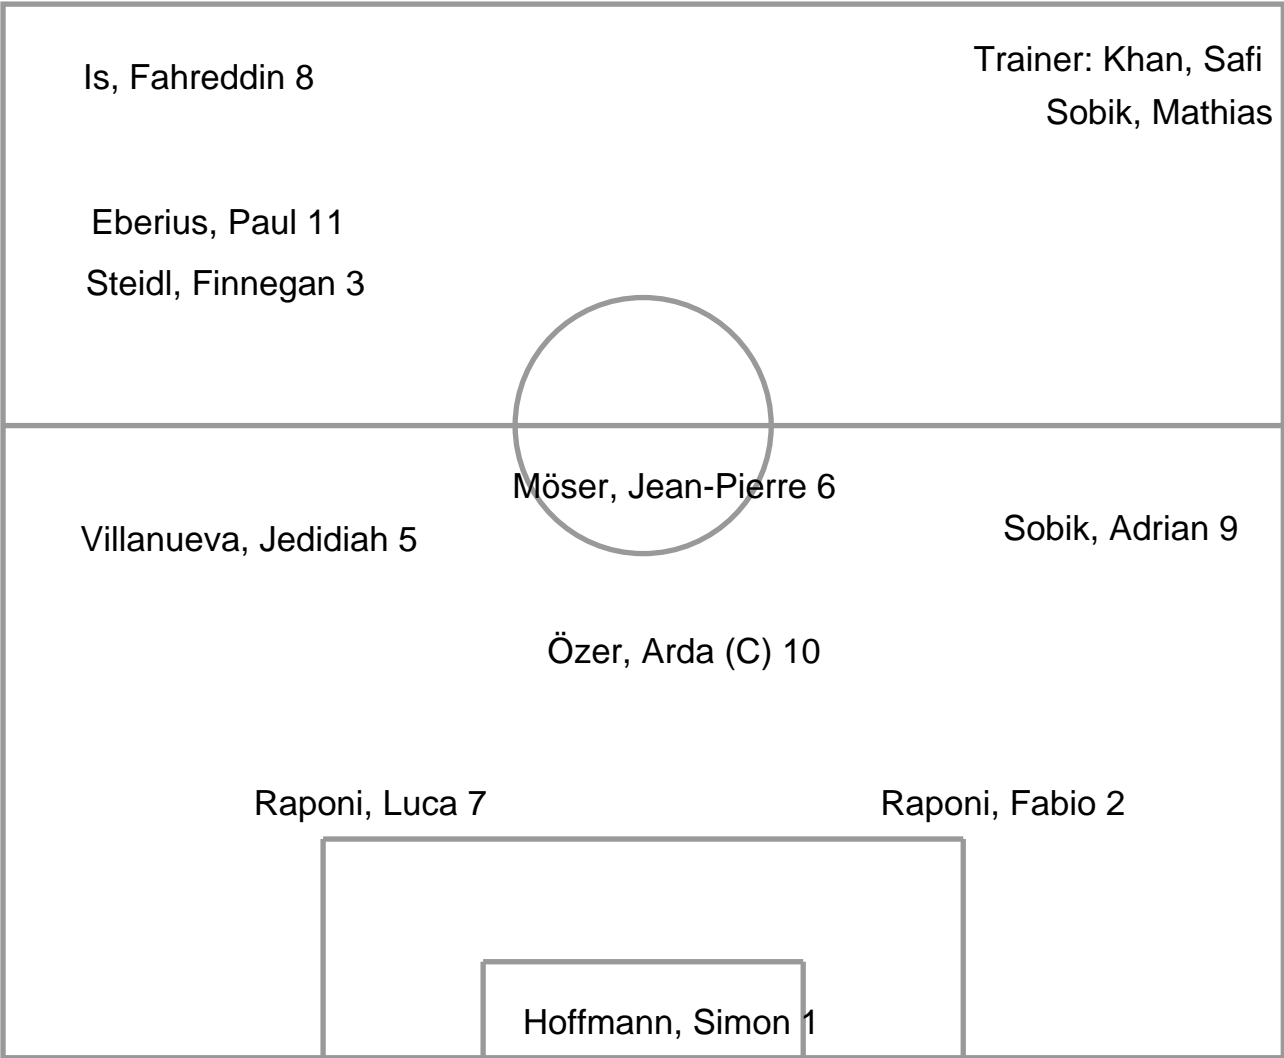 Is, Fahreddin 8
Trainer: Khan, Safi
Sobik, Mathias
Eberius, Paul 11
Steidl, Finnegan 3
Möser, Jean-Pierre 6
Sobik, Adrian 9
Villanueva, Jedidiah 5
Özer, Arda (C) 10
Raponi, Luca 7
Raponi, Fabio 2
Hoffmann, Simon 1